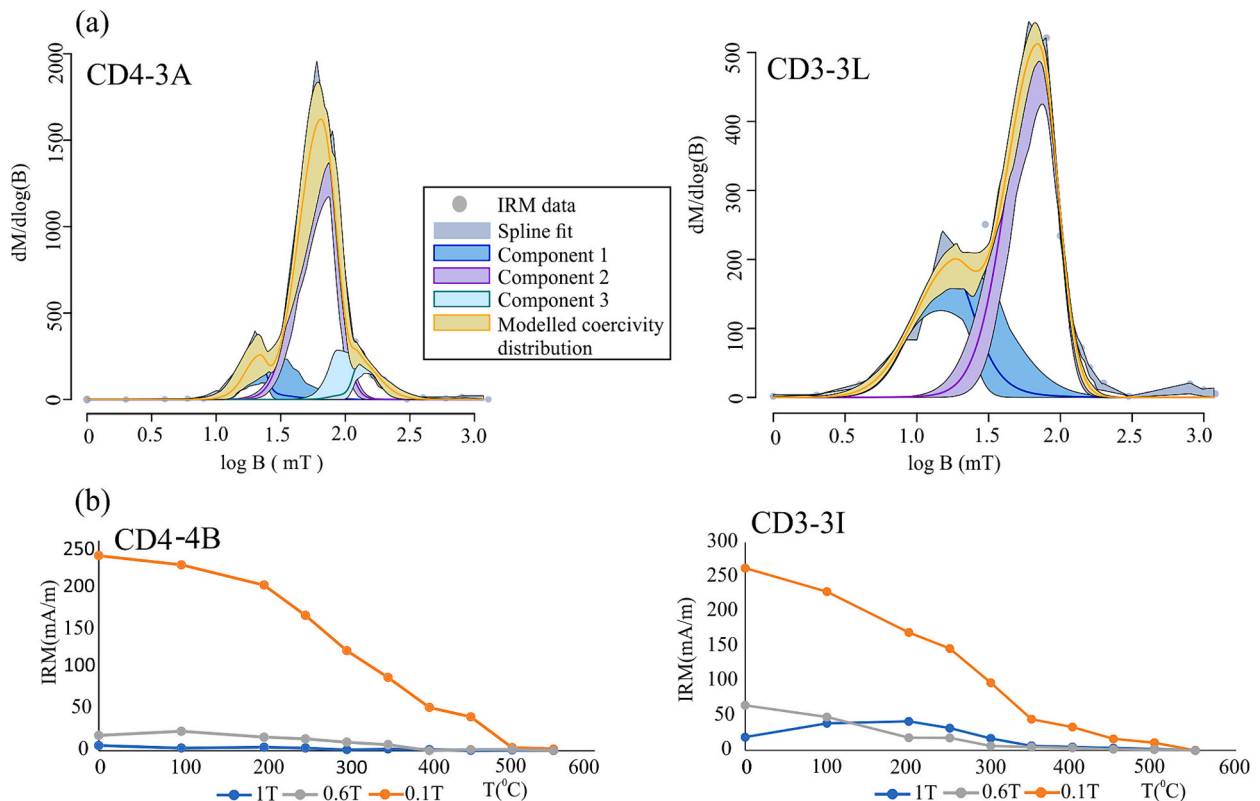 (a)
CD4-3A
dM/dlog(B)
2000
1500
1000
500
0
0
0.5
1.0
1.5
2.0
2.5
3.0
log B ( mT )
IRM data
Spline fit
Component 1
Component 2
Component 3
Modelled coercivity
distribution
CD3-3L
dM/dlog(B)
500
400
300
200
100
0
0
0.5
1.0
1.5
2.0
2.5
3.0
log B (mT)
(b)
CD4-4B
IRM(mA/m)
250
200
150
100
50
0
0
100
200
300
400
500
600
1T
0.6T
0.1T
T(⁰C)
CD3-3I
IRM(mA/m)
300
250
200
150
100
50
0
0
100
200
300
400
500
600
1T
0.6T
0.1T
T(⁰C)